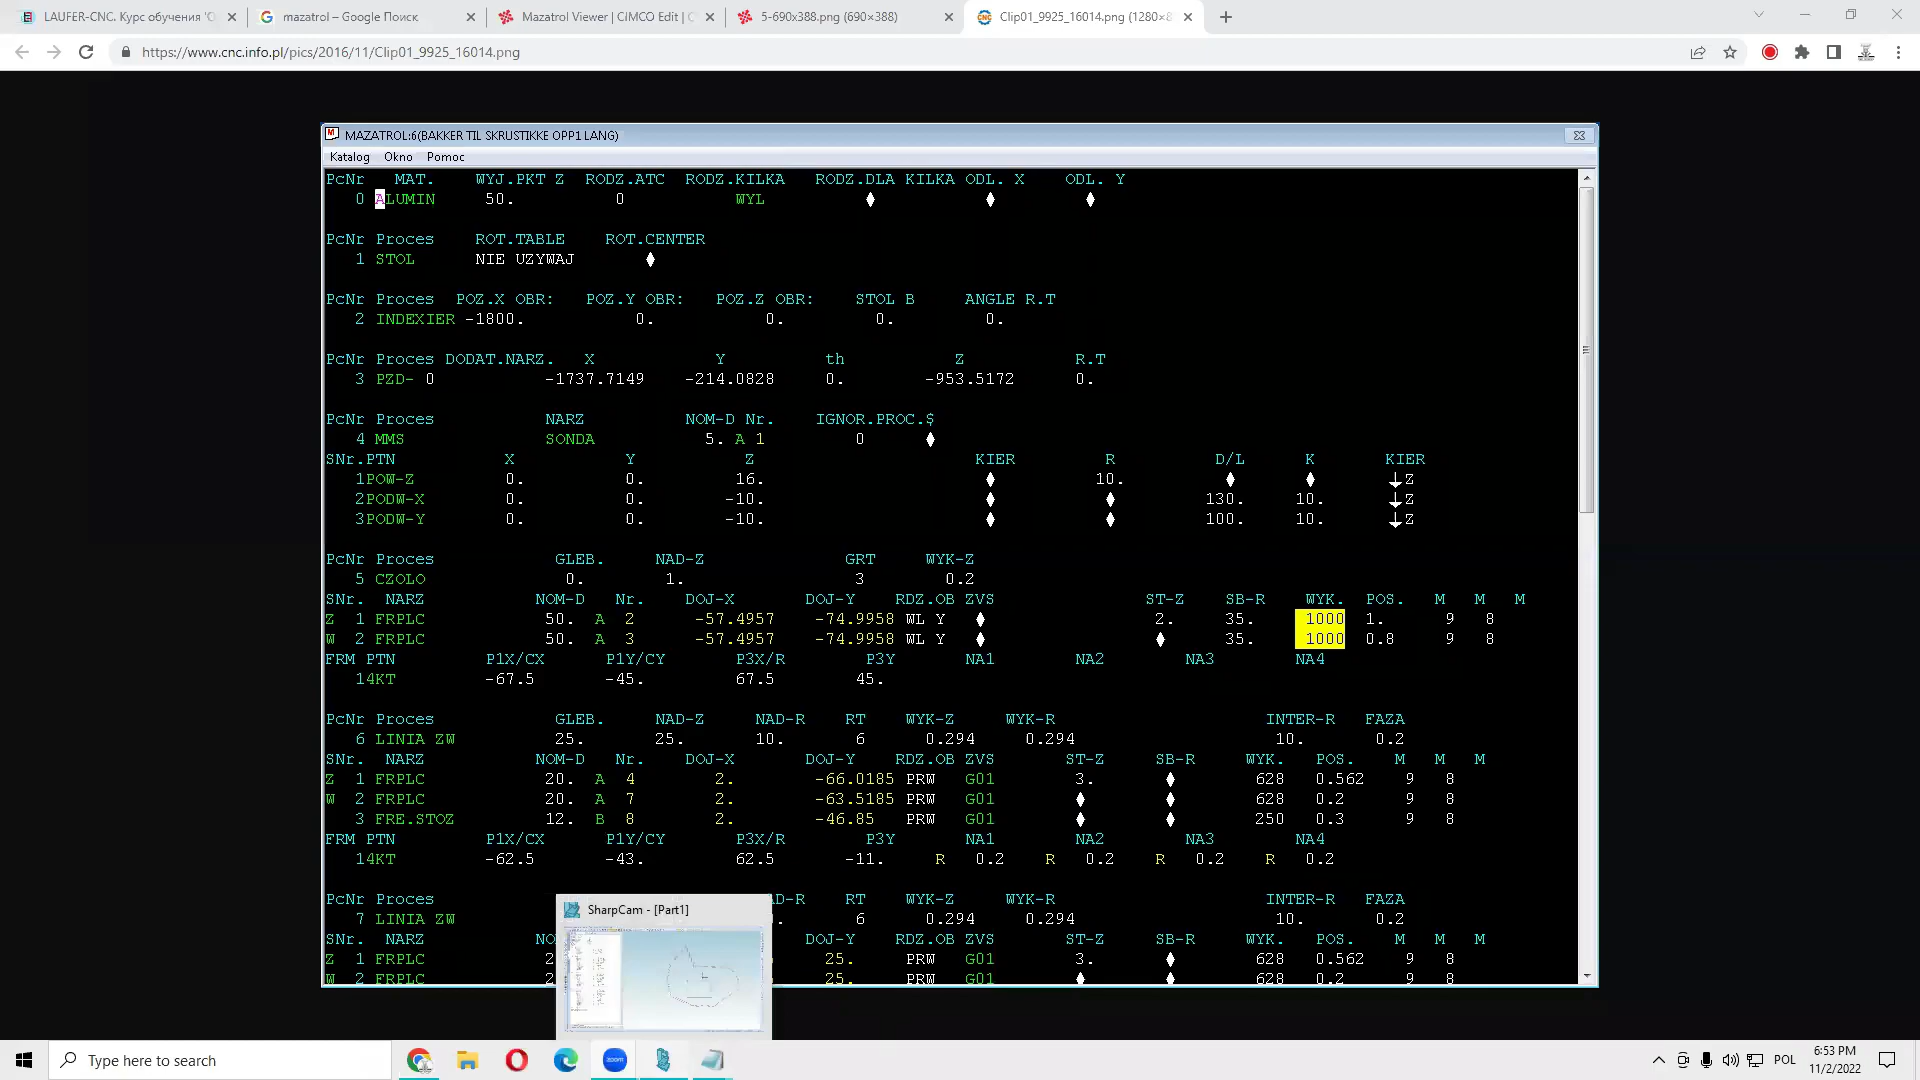 LAUFER-CNC. Курс обучения 'С
mazatrol – Google Поиск
Mazatrol Viewer | CiMCO Edit | C
5-690x388.png (690×388)
Clip01_9925_16014.png (1280×8
https://www.cnc.info.pl/pics/2016/11/Clip01_9925_16014.png
MAZATROL:6(BAKKER TIL SKRUSTIKKE OPP1 LANG)
Katalog Okno Pomoc
PcNr MAT. WYJ.PKT Z RODZ.ATC RODZ.KILKA RODZ.DLA KILKA ODL. X ODL. Y
0 ALUMIN 50. 0 WYL ♦ ♦ ♦
PcNr Proces ROT.TABLE ROT.CENTER
1 STOL NIE UZYWAJ ♦
PcNr Proces POZ.X OBR: POZ.Y OBR: POZ.Z OBR: STOL B ANGLE R.T
2 INDEXIER -1800. 0. 0. 0. 0.
PcNr Proces DODAT.NARZ. X Y th Z R.T
3 PZD- 0 -1737.7149 -214.0828 0. -953.5172 0.
PcNr Proces NARZ NOM-D Nr. IGNOR.PROC.$
4 MMS SONDA 5. A 1 0 ♦
SNr.PTN X Y Z KIER R D/L K KIER
1POW-Z 0. 0. 16. ♦ 10. ♦ ♦ ↓Z
2PODW-X 0. 0. -10. ♦ ♦ 130. 10. ↓Z
3PODW-Y 0. 0. -10. ♦ ♦ 100. 10. ↓Z
PcNr Proces GLEB. NAD-Z GRT WYK-Z
5 CZOLO 0. 1. 3 0.2
SNr. NARZ NOM-D Nr. DOJ-X DOJ-Y RDZ.OB ZVS ST-Z SB-R WYK. POS. M M M
Z 1 FRPLC 50. A 2 -57.4957 -74.9958 WL Y ♦ 2. 35. 1000 1. 9 8
W 2 FRPLC 50. A 3 -57.4957 -74.9958 WL Y ♦ ♦ 35. 1000 0.8 9 8
FRM PTN P1X/CX P1Y/CY P3X/R P3Y NA1 NA2 NA3 NA4
14KT -67.5 -45. 67.5 45.
PcNr Proces GLEB. NAD-Z NAD-R RT WYK-Z WYK-R INTER-R FAZA
6 LINIA ZW 25. 25. 10. 6 0.294 0.294 10. 0.2
SNr. NARZ NOM-D Nr. DOJ-X DOJ-Y RDZ.OB ZVS ST-Z SB-R WYK. POS. M M M
Z 1 FRPLC 20. A 4 2. -66.0185 PRW G01 3. ♦ 628 0.562 9 8
W 2 FRPLC 20. A 7 2. -63.5185 PRW G01 ♦ ♦ 628 0.2 9 8
3 FRE.STOZ 12. B 8 2. -46.85 PRW G01 ♦ ♦ 250 0.3 9 8
FRM PTN P1X/CX P1Y/CY P3X/R P3Y NA1 NA2 NA3 NA4
14KT -62.5 -43. 62.5 -11. R 0.2 R 0.2 R 0.2 R 0.2
PcNr Proces AD-R RT WYK-Z WYK-R INTER-R FAZA
7 LINIA ZW 6 0.294 0.294 10. 0.2
SNr. NARZ NO DOJ-Y RDZ.OB ZVS ST-Z SB-R WYK. POS. M M M
Z 1 FRPLC 2 25. PRW G01 3. ♦ 628 0.562 9 8
W 2 FRPLC 2 25. PRW G01 ♦ ♦ 628 0.2 9 8
SharpCam - [Part1]
Type here to search
zoom
POL
6:53 PM
11/2/2022